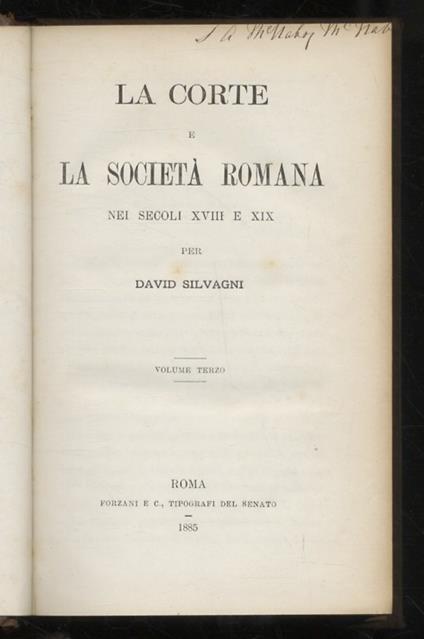 LA CORTE
E
LA SOCIETÀ ROMANA
NEI SECOLI XVIII E XIX
PER
DAVID SILVAGNI
VOLUME TERZO
ROMA
FORZANI E C., TIPOGRAFI DEL SENATO
1885